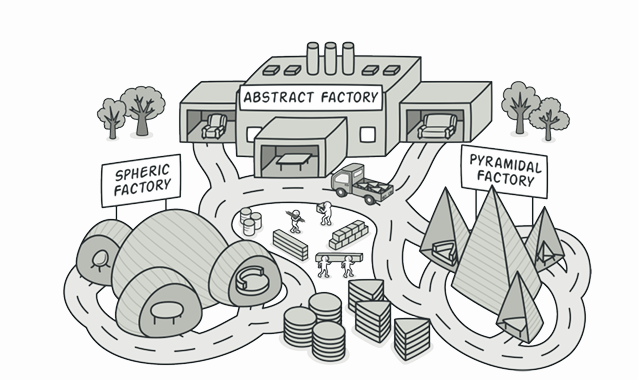 ABSTRACT FACTORY
SPHERIC
FACTORY
PYRAMIDAL
FACTORY